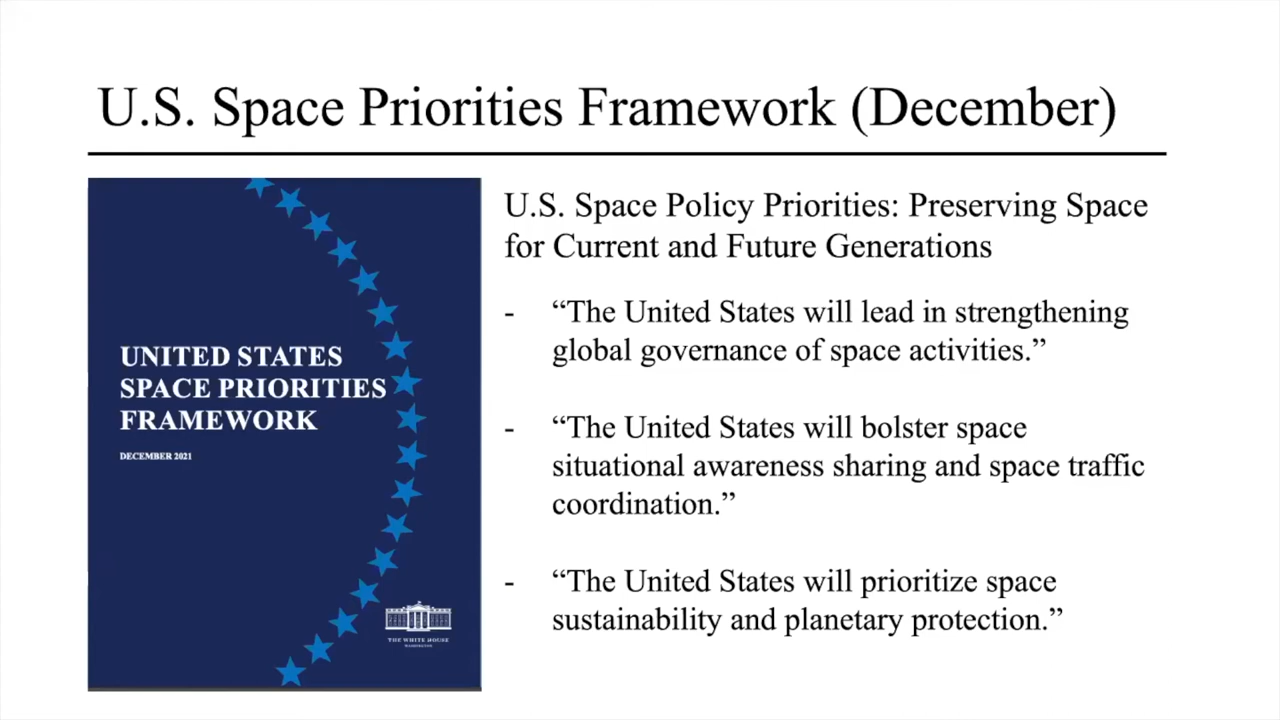 U.S. Space Priorities Framework (December)
UNITED STATES
SPACE PRIORITIES
FRAMEWORK
DECEMBER 2021
THE WHITE HOUSE
WASHINGTON
U.S. Space Policy Priorities: Preserving Space
for Current and Future Generations
- “The United States will lead in strengthening
global governance of space activities.”
- “The United States will bolster space
situational awareness sharing and space traffic
coordination.”
- “The United States will prioritize space
sustainability and planetary protection.”